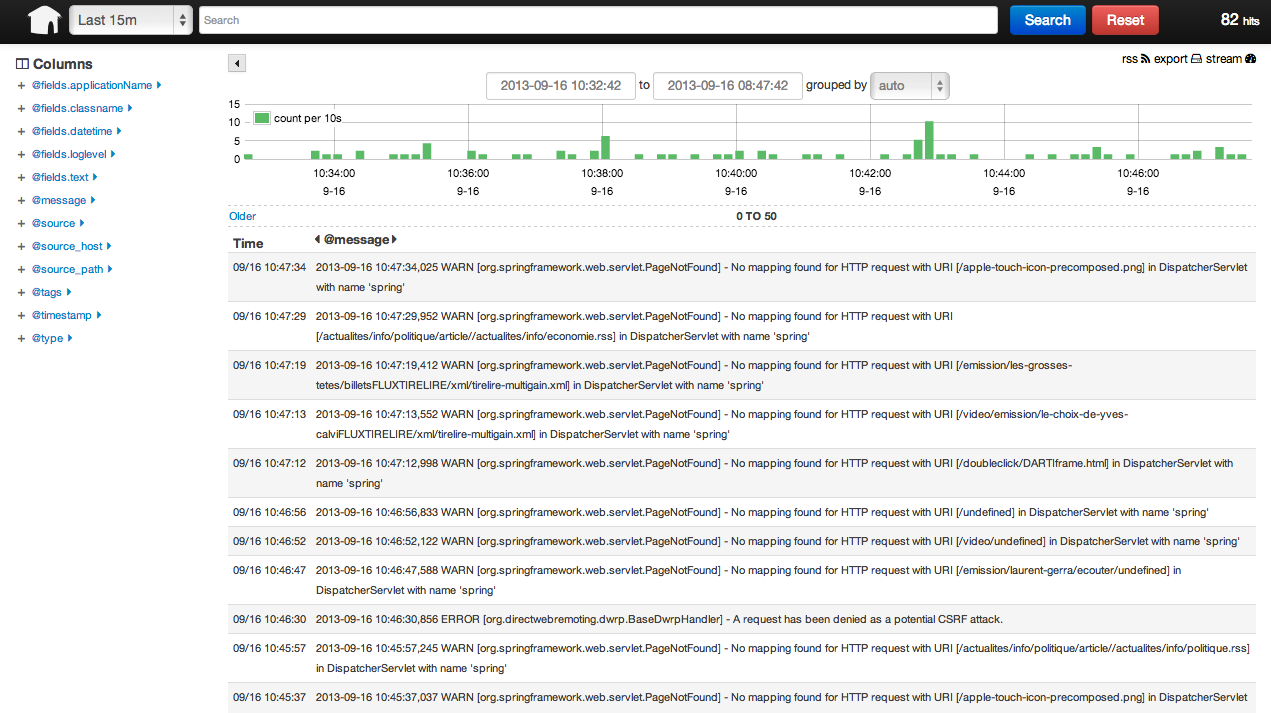 Last 15m Search Search Reset 82 hits
Columns
@fields.applicationName
@fields.classname
@fields.datetime
@fields.loglevel
@fields.text
@message
@source
@source_host
@source_path
@tags
@timestamp
@type
rss export stream
2013-09-16 10:32:42 to 2013-09-16 08:47:42 grouped by auto
15
10
5
0
count per 10s
10:34:00 10:36:00 10:38:00 10:40:00 10:42:00 10:44:00 10:46:00
9-16 9-16 9-16 9-16 9-16 9-16 9-16
Older 0 TO 50
Time @message
09/16 10:47:34 2013-09-16 10:47:34,025 WARN [org.springframework.web.servlet.PageNotFound] - No mapping found for HTTP request with URI [/apple-touch-icon-precomposed.png] in DispatcherServlet
with name 'spring'
09/16 10:47:29 2013-09-16 10:47:29,952 WARN [org.springframework.web.servlet.PageNotFound] - No mapping found for HTTP request with URI
[/actualites/info/politique/article//actualites/info/economie.rss] in DispatcherServlet with name 'spring'
09/16 10:47:19 2013-09-16 10:47:19,412 WARN [org.springframework.web.servlet.PageNotFound] - No mapping found for HTTP request with URI [/emission/les-grosses-
tetes/billetsFLUXTIRELIRE/xml/tirelire-multigain.xml] in DispatcherServlet with name 'spring'
09/16 10:47:13 2013-09-16 10:47:13,552 WARN [org.springframework.web.servlet.PageNotFound] - No mapping found for HTTP request with URI [/video/emission/le-choix-de-yves-
calviFLUXTIRELIRE/xml/tirelire-multigain.xml] in DispatcherServlet with name 'spring'
09/16 10:47:12 2013-09-16 10:47:12,998 WARN [org.springframework.web.servlet.PageNotFound] - No mapping found for HTTP request with URI [/doubleclick/DARTIframe.html] in DispatcherServlet with
name 'spring'
09/16 10:46:56 2013-09-16 10:46:56,833 WARN [org.springframework.web.servlet.PageNotFound] - No mapping found for HTTP request with URI [/undefined] in DispatcherServlet with name 'spring'
09/16 10:46:52 2013-09-16 10:46:52,122 WARN [org.springframework.web.servlet.PageNotFound] - No mapping found for HTTP request with URI [/video/undefined] in DispatcherServlet with name 'spring'
09/16 10:46:47 2013-09-16 10:46:47,588 WARN [org.springframework.web.servlet.PageNotFound] - No mapping found for HTTP request with URI [/emission/laurent-gerra/ecouter/undefined] in
DispatcherServlet with name 'spring'
09/16 10:46:30 2013-09-16 10:46:30,856 ERROR [org.directwebremoting.dwrp.BaseDwrpHandler] - A request has been denied as a potential CSRF attack.
09/16 10:45:57 2013-09-16 10:45:57,245 WARN [org.springframework.web.servlet.PageNotFound] - No mapping found for HTTP request with URI [/actualites/info/politique/article//actualites/info/politique.rss]
in DispatcherServlet with name 'spring'
09/16 10:45:37 2013-09-16 10:45:37,037 WARN [org.springframework.web.servlet.PageNotFound] - No mapping found for HTTP request with URI [/apple-touch-icon-precomposed.png] in DispatcherServlet